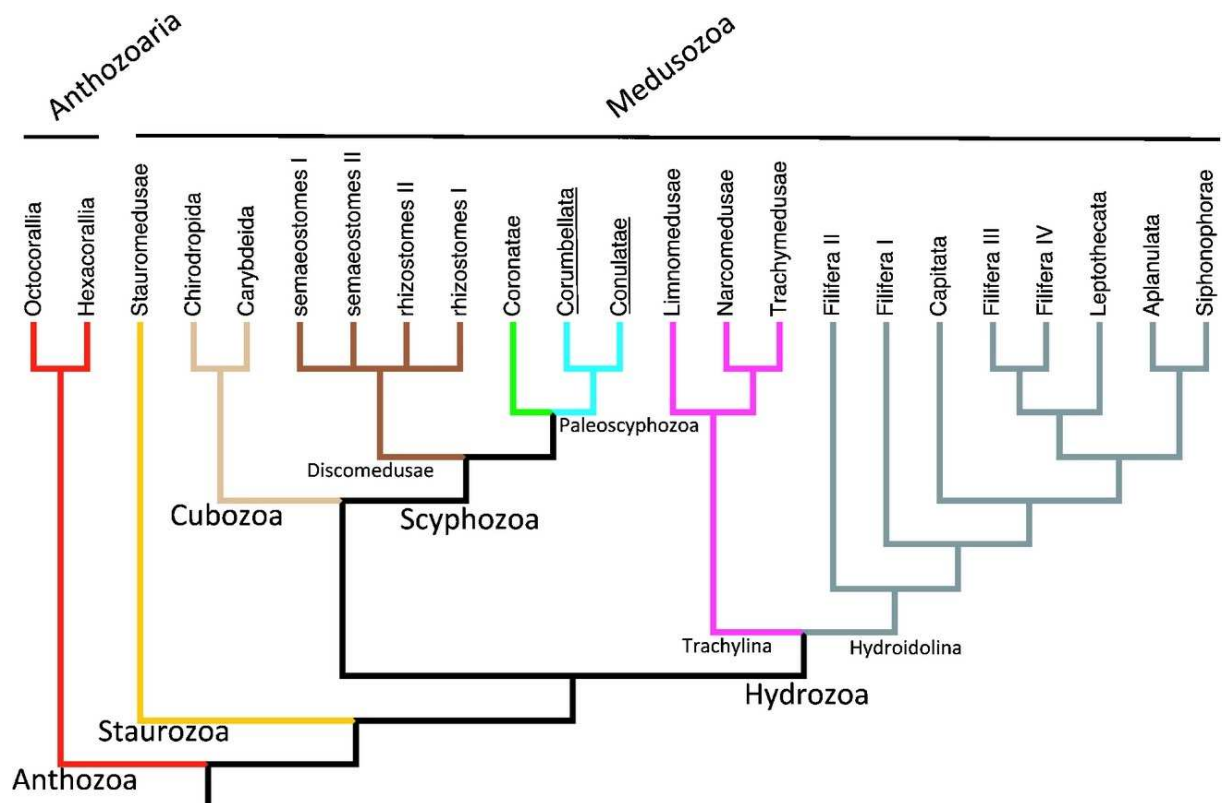 Anthozoaria
Medusozoa
Octocorallia
Hexacorallia
Stauromedusae
Chirodropida
Carybdeida
semaeostomes I
semaeostomes II
rhizostomes II
rhizostomes I
Coronatae
Corumbellata
Conulatae
Limnomedusae
Narcomedusae
Trachymedusae
Filifera II
Filifera I
Capitata
Filifera III
Filifera IV
Leptothecata
Aplanulata
Siphonophorae
Paleoscyphozoa
Discomedusae
Cubozoa
Scyphozoa
Trachylina
Hydroidolina
Hydrozoa
Staurozoa
Anthozoa